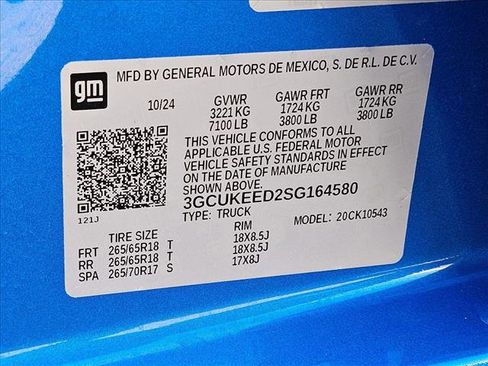 gm
MFD BY GENERAL MOTORS DE MEXICO, S. DE R.L. DE C.V.
10/24 GVWR GAWR FRT GAWR RR
3221 KG 1724 KG 1724 KG
7100 LB 3800 LB 3800 LB
THIS VEHICLE CONFORMS TO ALL
APPLICABLE U.S. FEDERAL MOTOR
VEHICLE SAFETY STANDARDS IN EFFECT
ON THE DATE OF MANUFACTURE
SHOWN ABOVE.
3GCUKEED2SG164580
TYPE: TRUCK MODEL: 20CK10543
121J
TIRE SIZE RIM
FRT 265/65R18 T 18X8.5J
RR 265/65R18 T 18X8.5J
SPA 265/70R17 S 17X8J